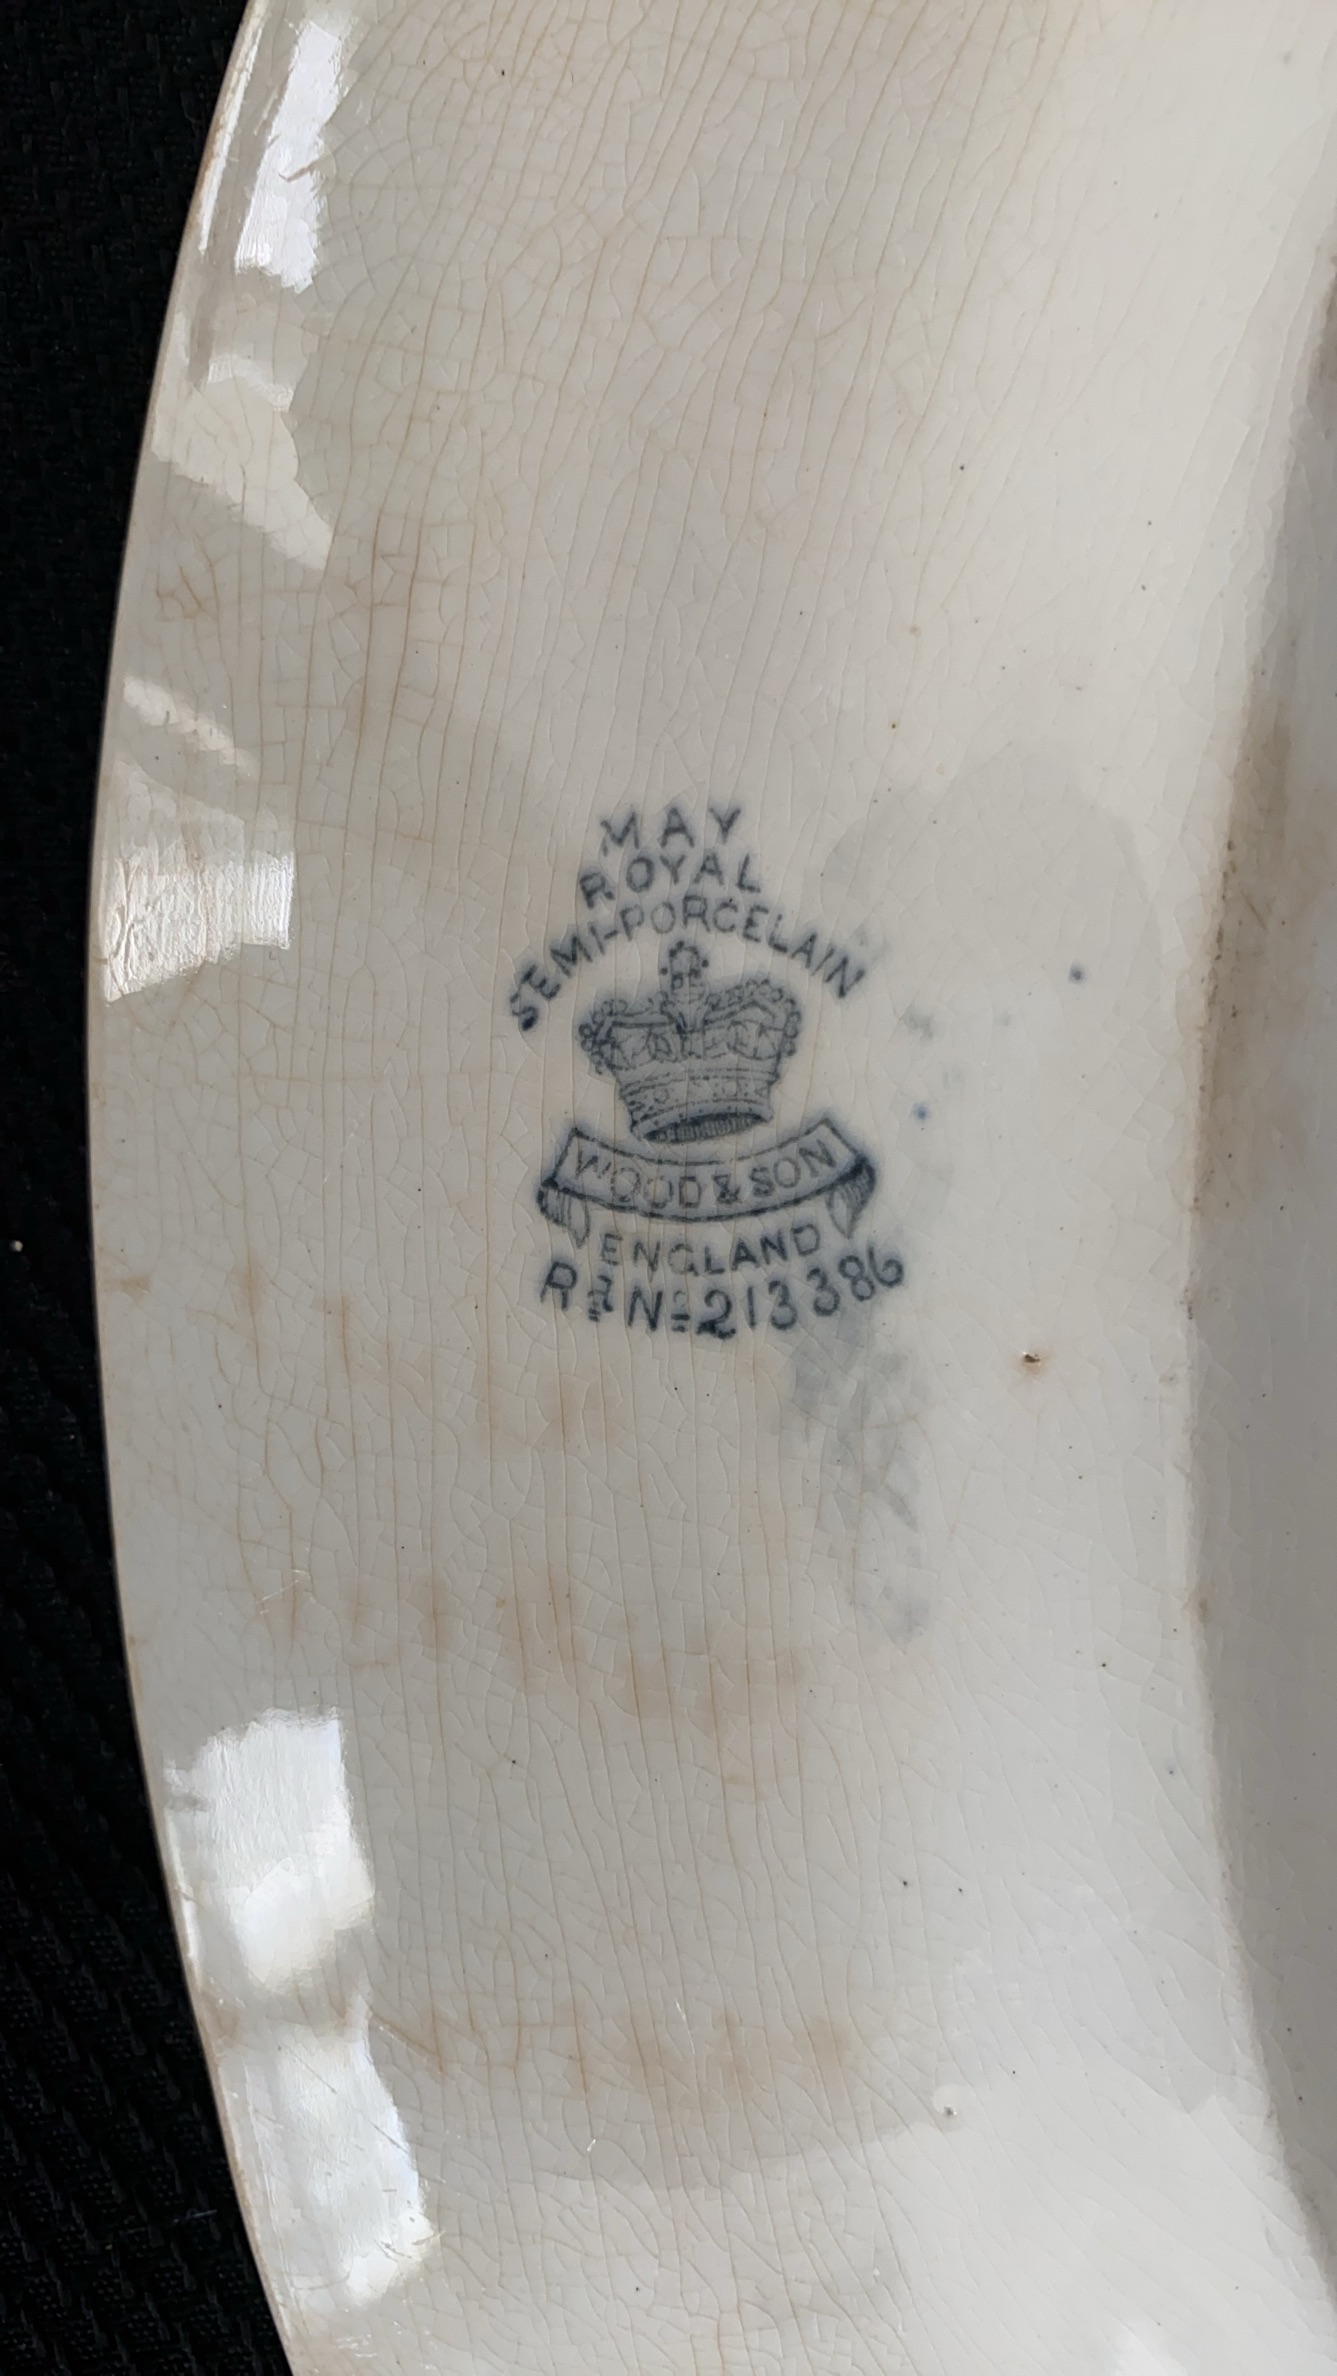 MAY
ROYAL
SEMI-PORCELAIN
WOOD & SON
ENGLAND
Rd No 213386